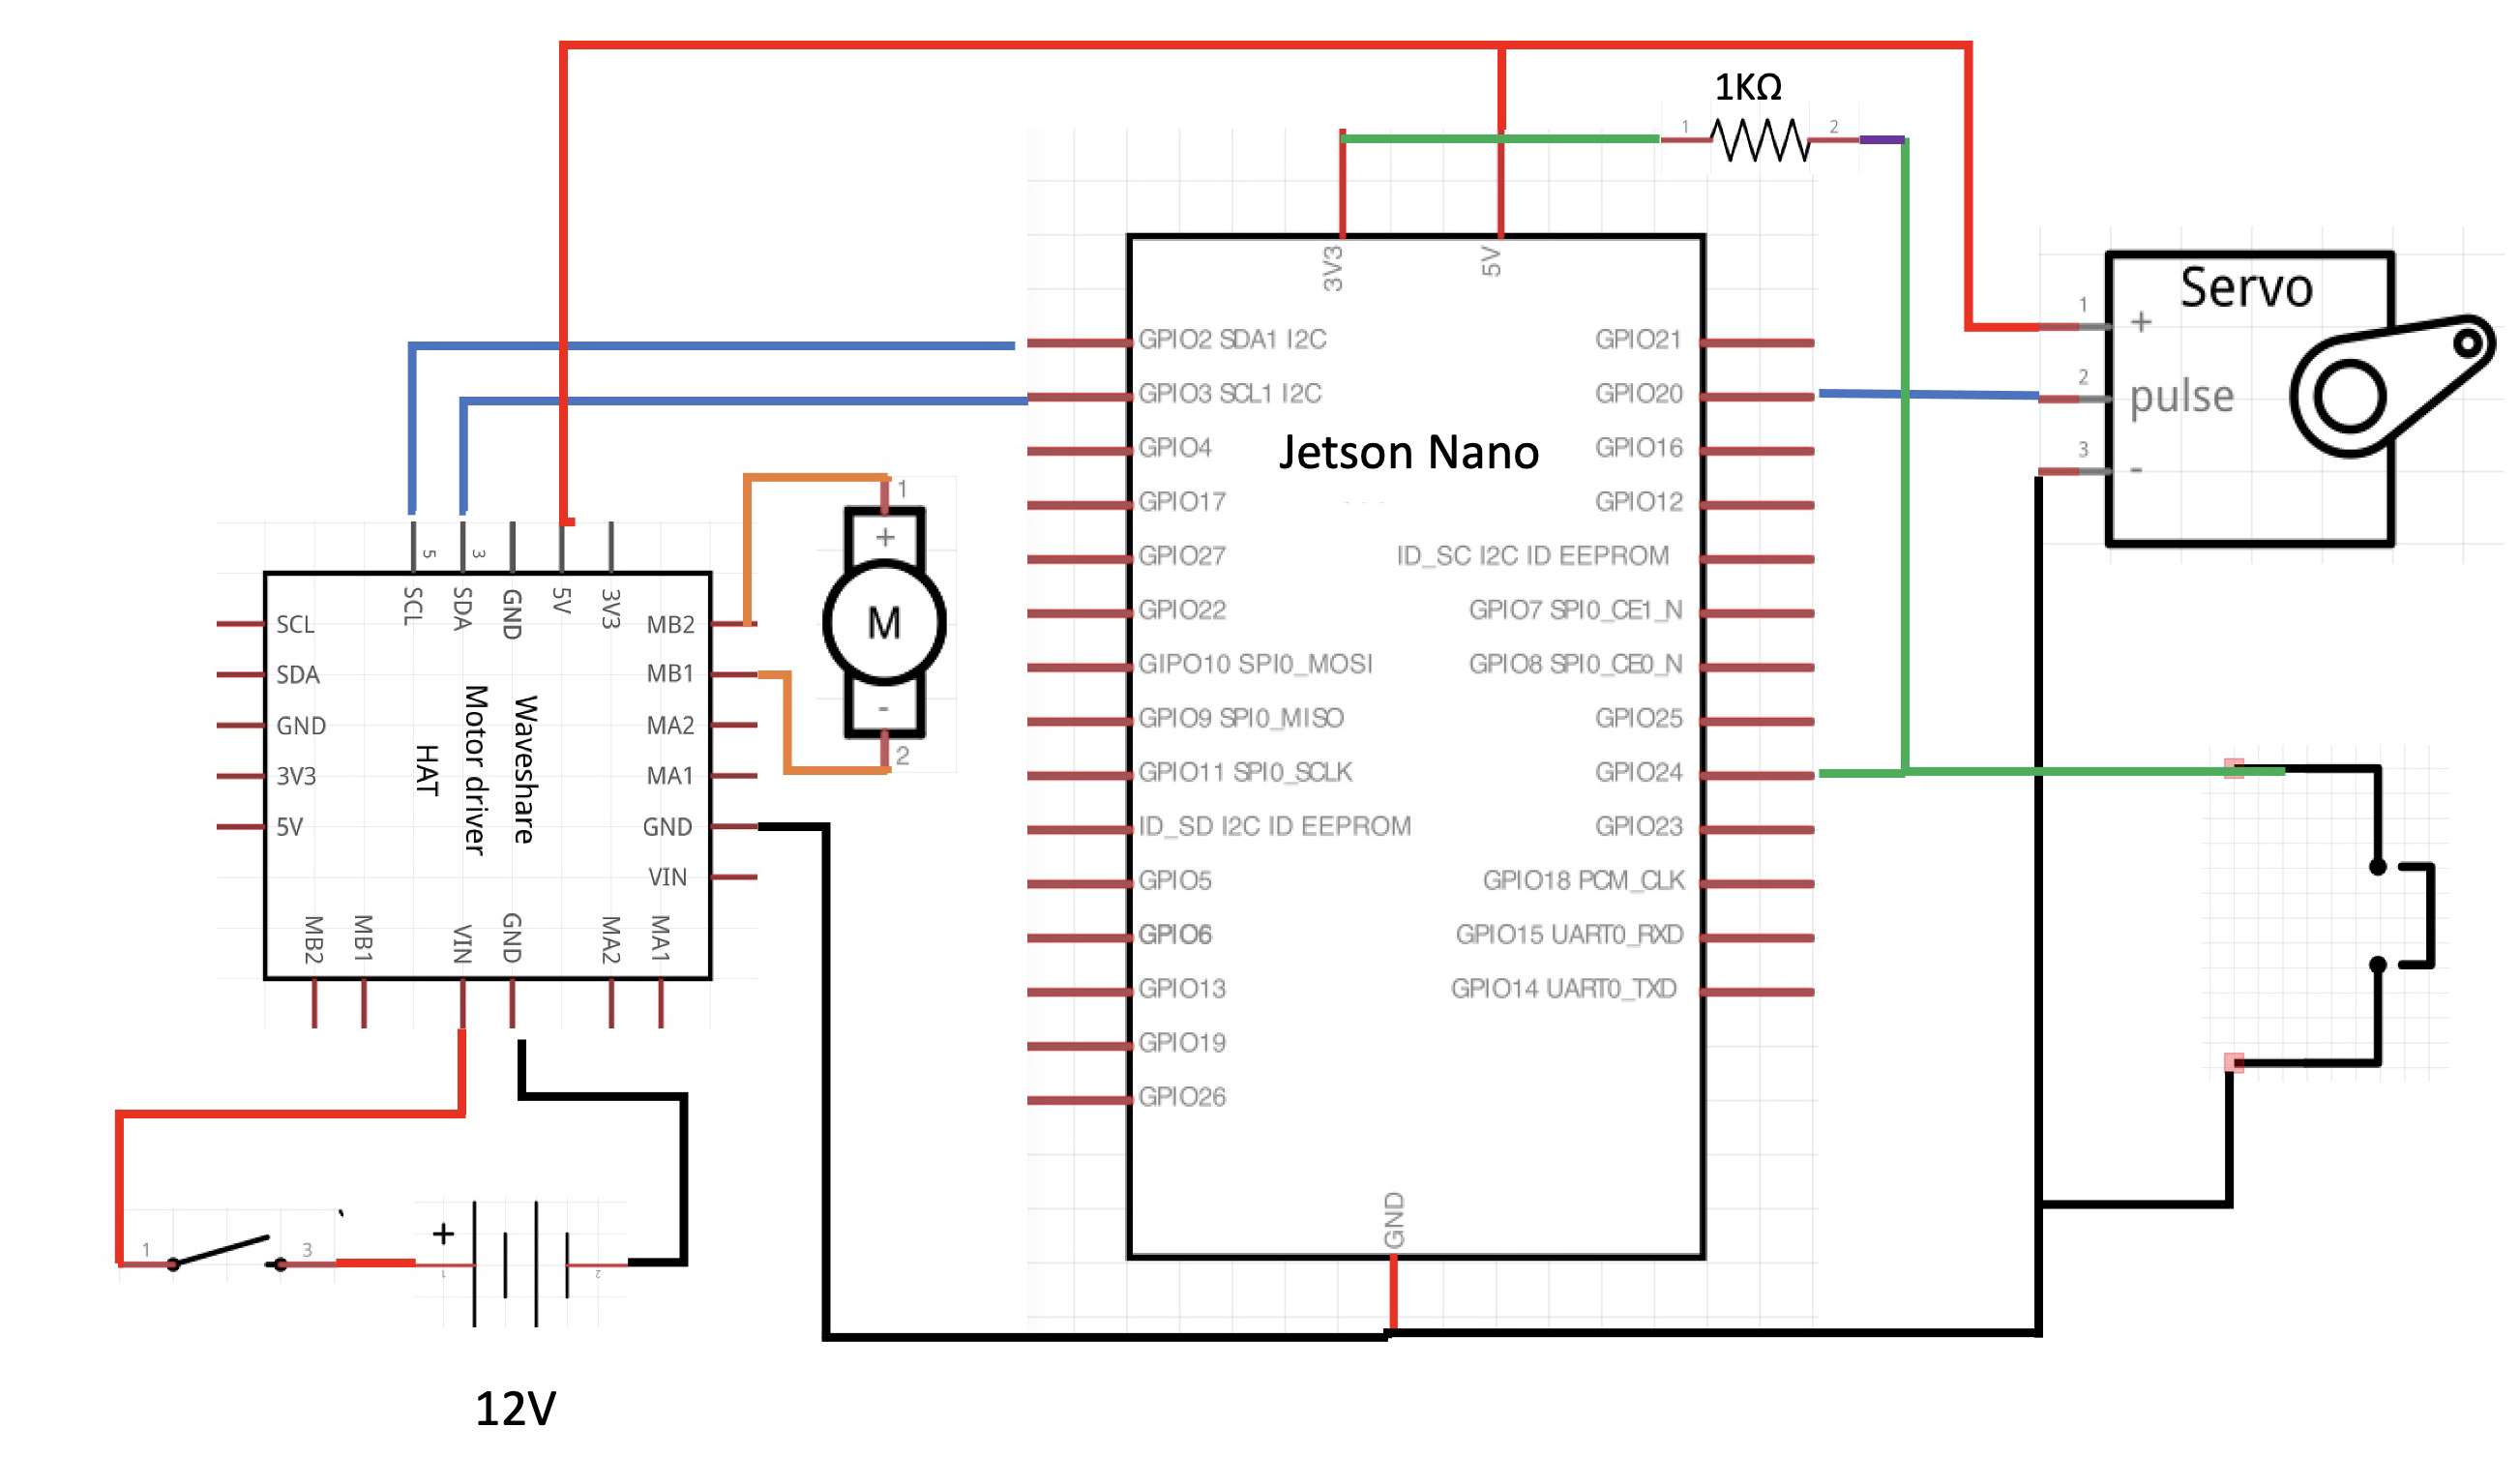 1KΩ
1
2
3V3
5V
Servo
1
+
2
pulse
3
-
GPIO2 SDA1 I2C
GPIO3 SCL1 I2C
GPIO4
GPIO17
GPIO27
GPIO22
GIPO10 SPI0_MOSI
GPIO9 SPI0_MISO
GPIO11 SPI0_SCLK
ID_SD I2C ID EEPROM
GPIO5
GPIO6
GPIO13
GPIO19
GPIO26
Jetson Nano
GPIO21
GPIO20
GPIO16
GPIO12
ID_SC I2C ID EEPROM
GPIO7 SPI0_CE1_N
GPIO8 SPI0_CE0_N
GPIO25
GPIO24
GPIO23
GPIO18 PCM_CLK
GPIO15 UART0_RXD
GPIO14 UART0_TXD
GND
1
+
M
-
2
5
3
SCL
SDA
GND
5V
3V3
SCL
SDA
GND
3V3
5V
Waveshare
Motor driver
HAT
MB2
MB1
MA2
MA1
GND
VIN
MB2
MB1
VIN
GND
MA2
MA1
1
3
+
1
2
12V